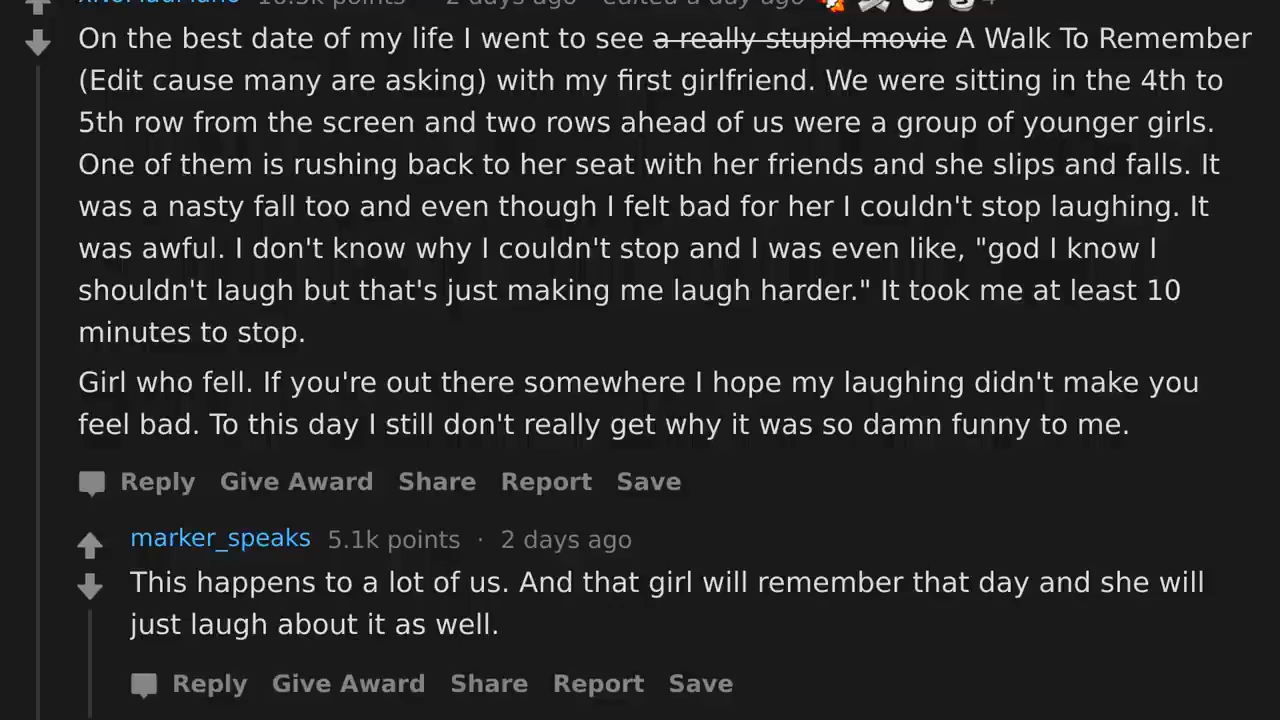 2 days ago
On the best date of my life I went to see a really stupid movie A Walk To Remember
(Edit cause many are asking) with my first girlfriend. We were sitting in the 4th to
5th row from the screen and two rows ahead of us were a group of younger girls.
One of them is rushing back to her seat with her friends and she slips and falls. It
was a nasty fall too and even though I felt bad for her I couldn't stop laughing. It
was awful. I don't know why I couldn't stop and I was even like, "god I know I
shouldn't laugh but that's just making me laugh harder." It took me at least 10
minutes to stop.
Girl who fell. If you're out there somewhere I hope my laughing didn't make you
feel bad. To this day I still don't really get why it was so damn funny to me.
Reply Give Award Share Report Save
marker_speaks 5.1k points · 2 days ago
This happens to a lot of us. And that girl will remember that day and she will
just laugh about it as well.
Reply Give Award Share Report Save